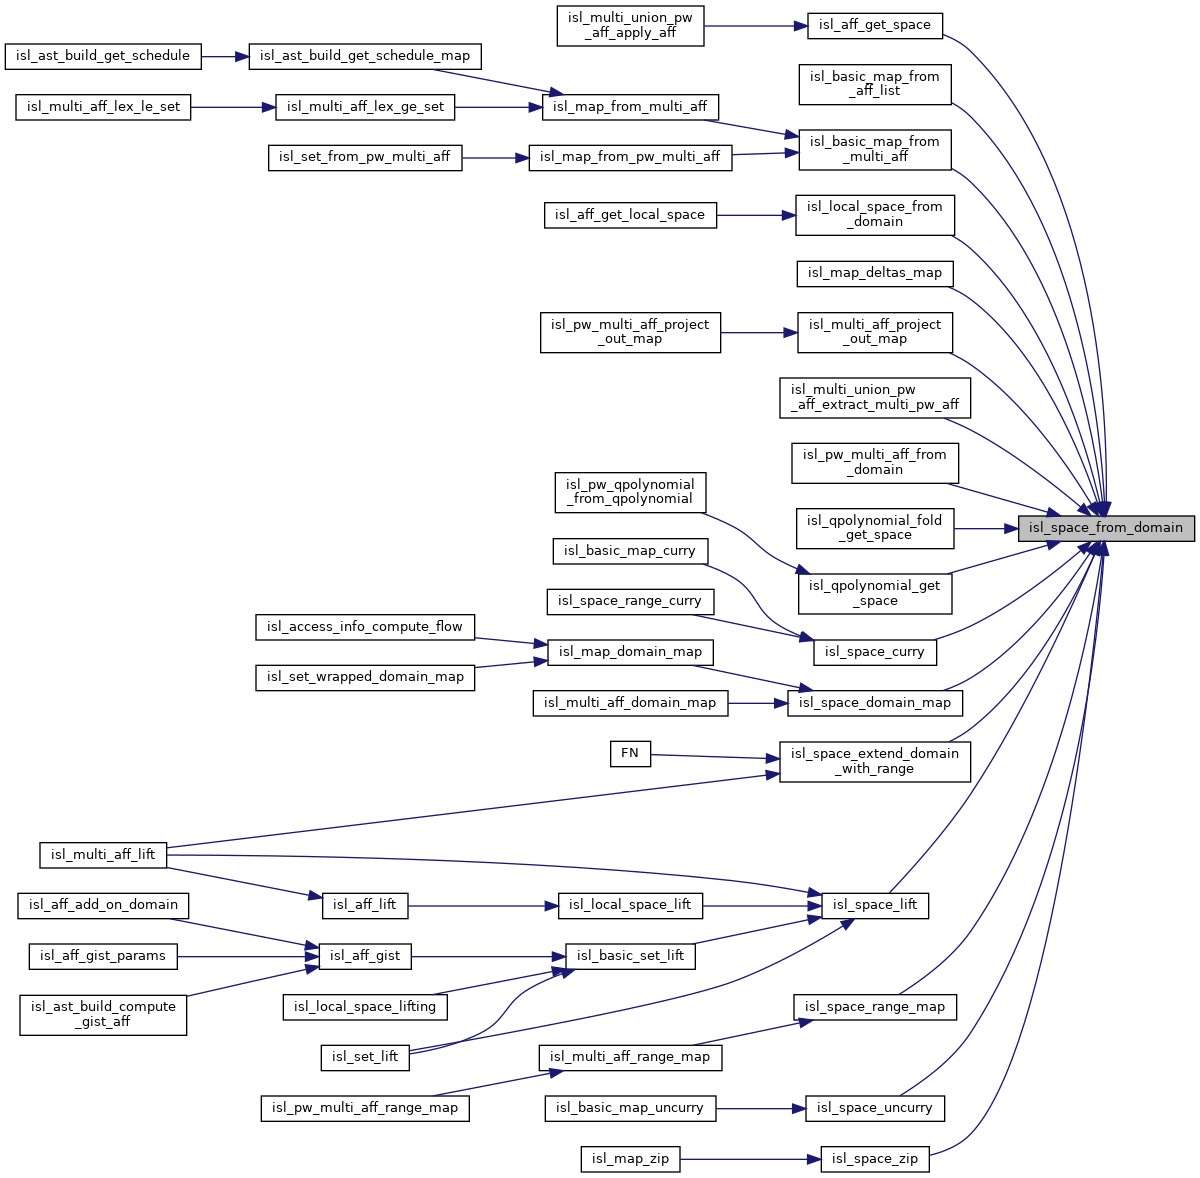 isl_multi_union_pw
_aff_apply_aff
isl_aff_get_space
isl_ast_build_get_schedule
isl_ast_build_get_schedule_map
isl_basic_map_from
_aff_list
isl_multi_aff_lex_le_set
isl_multi_aff_lex_ge_set
isl_map_from_multi_aff
isl_basic_map_from
_multi_aff
isl_set_from_pw_multi_aff
isl_map_from_pw_multi_aff
isl_aff_get_local_space
isl_local_space_from
_domain
isl_map_deltas_map
isl_pw_multi_aff_project
_out_map
isl_multi_aff_project
_out_map
isl_multi_union_pw
_aff_extract_multi_pw_aff
isl_pw_multi_aff_from
_domain
isl_pw_qpolynomial
_from_qpolynomial
isl_qpolynomial_fold
_get_space
isl_space_from_domain
isl_basic_map_curry
isl_qpolynomial_get
_space
isl_space_range_curry
isl_access_info_compute_flow
isl_map_domain_map
isl_space_curry
isl_set_wrapped_domain_map
isl_multi_aff_domain_map
isl_space_domain_map
FN
isl_space_extend_domain
_with_range
isl_multi_aff_lift
isl_aff_add_on_domain
isl_aff_lift
isl_local_space_lift
isl_space_lift
isl_aff_gist_params
isl_aff_gist
isl_basic_set_lift
isl_ast_build_compute
_gist_aff
isl_local_space_lifting
isl_space_range_map
isl_set_lift
isl_multi_aff_range_map
isl_pw_multi_aff_range_map
isl_basic_map_uncurry
isl_space_uncurry
isl_map_zip
isl_space_zip